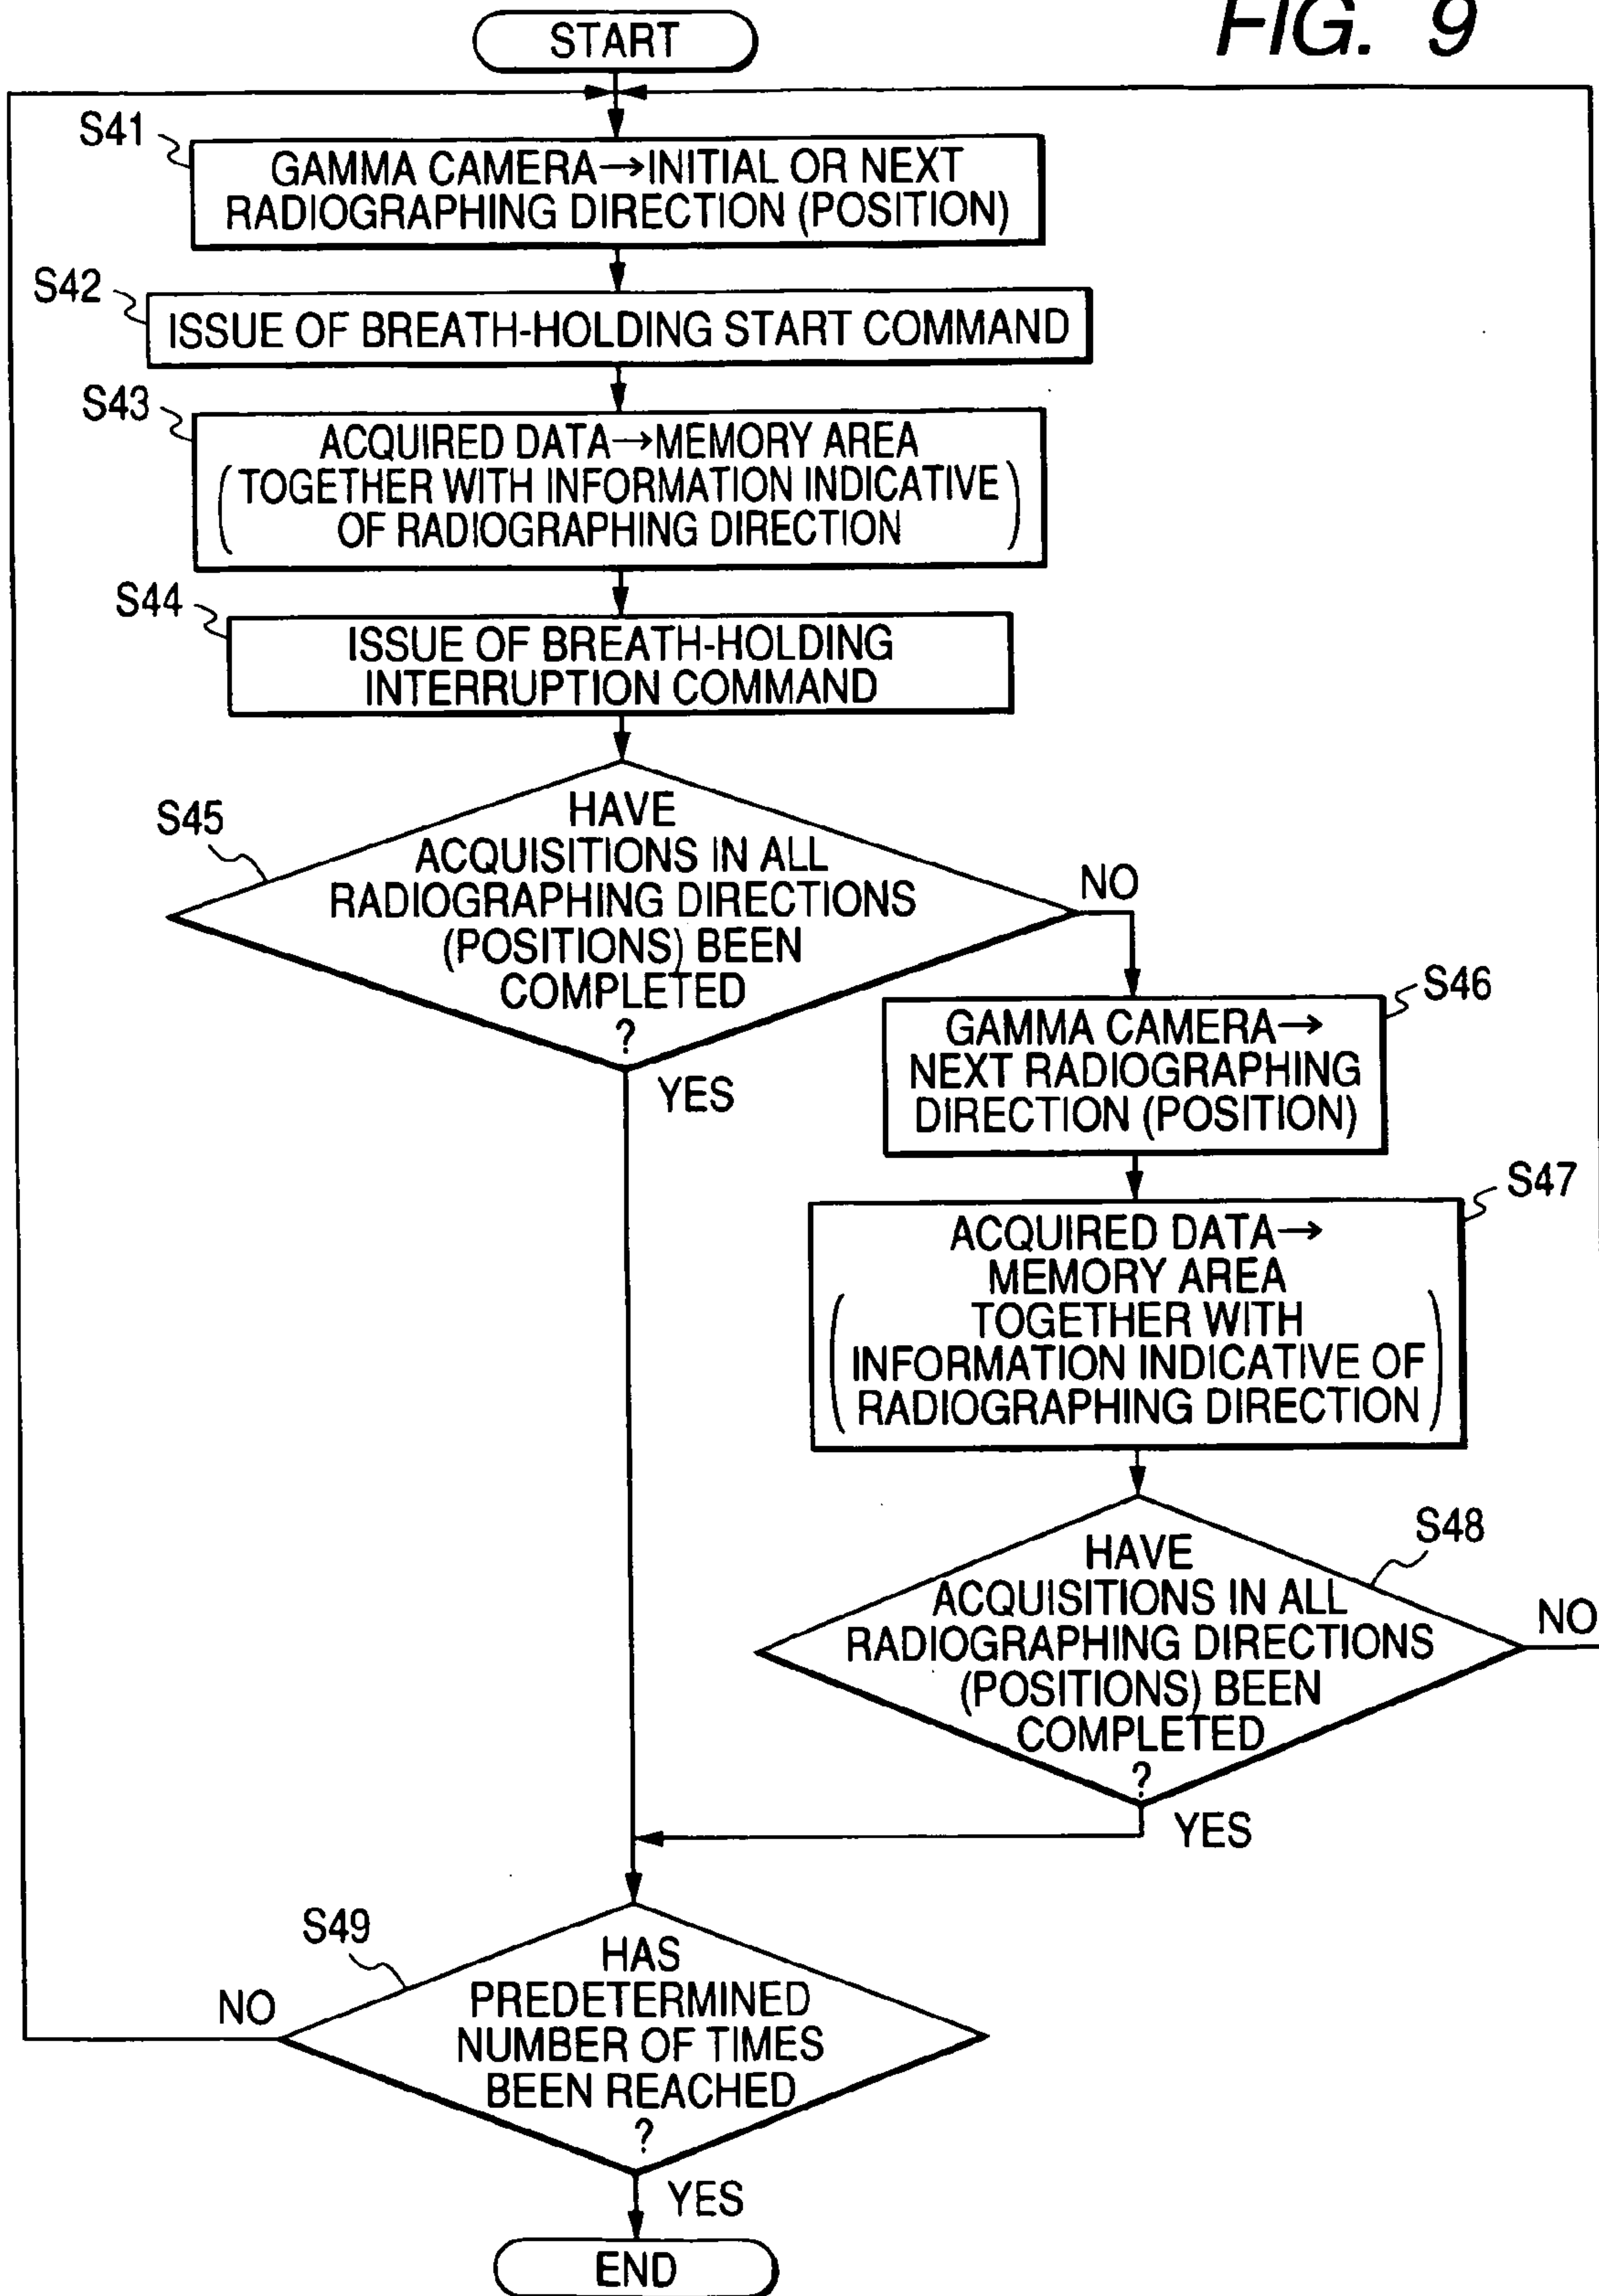 FIG. 9
START
S41
GAMMA CAMERA→INITIAL OR NEXT
RADIOGRAPHING DIRECTION (POSITION)
S42
ISSUE OF BREATH-HOLDING START COMMAND
S43
ACQUIRED DATA→MEMORY AREA
(TOGETHER WITH INFORMATION INDICATIVE
OF RADIOGRAPHING DIRECTION)
S44
ISSUE OF BREATH-HOLDING
INTERRUPTION COMMAND
S45
HAVE
ACQUISITIONS IN ALL
RADIOGRAPHING DIRECTIONS
(POSITIONS) BEEN
COMPLETED
?
NO
YES
S46
GAMMA CAMERA→
NEXT RADIOGRAPHING
DIRECTION (POSITION)
S47
ACQUIRED DATA→
MEMORY AREA
(TOGETHER WITH
INFORMATION INDICATIVE OF
RADIOGRAPHING DIRECTION)
S48
HAVE
ACQUISITIONS IN ALL
RADIOGRAPHING DIRECTIONS
(POSITIONS) BEEN
COMPLETED
?
NO
YES
S49
HAS
PREDETERMINED
NUMBER OF TIMES
BEEN REACHED
?
NO
YES
END